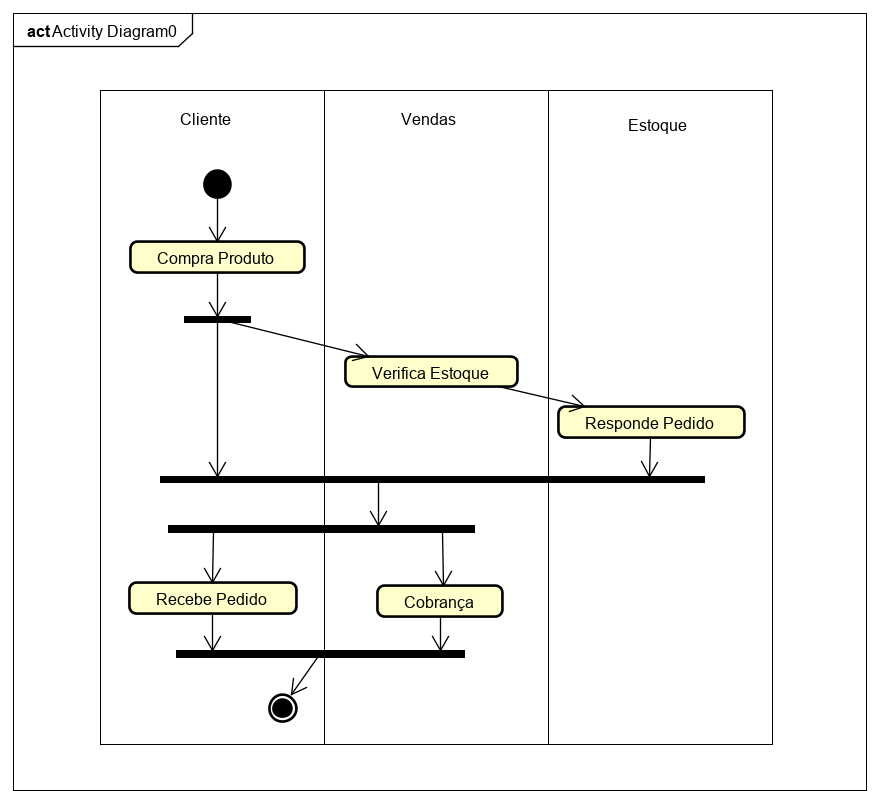 act Activity Diagram0
Cliente
Vendas
Estoque
Compra Produto
Verifica Estoque
Responde Pedido
Recebe Pedido
Cobrança